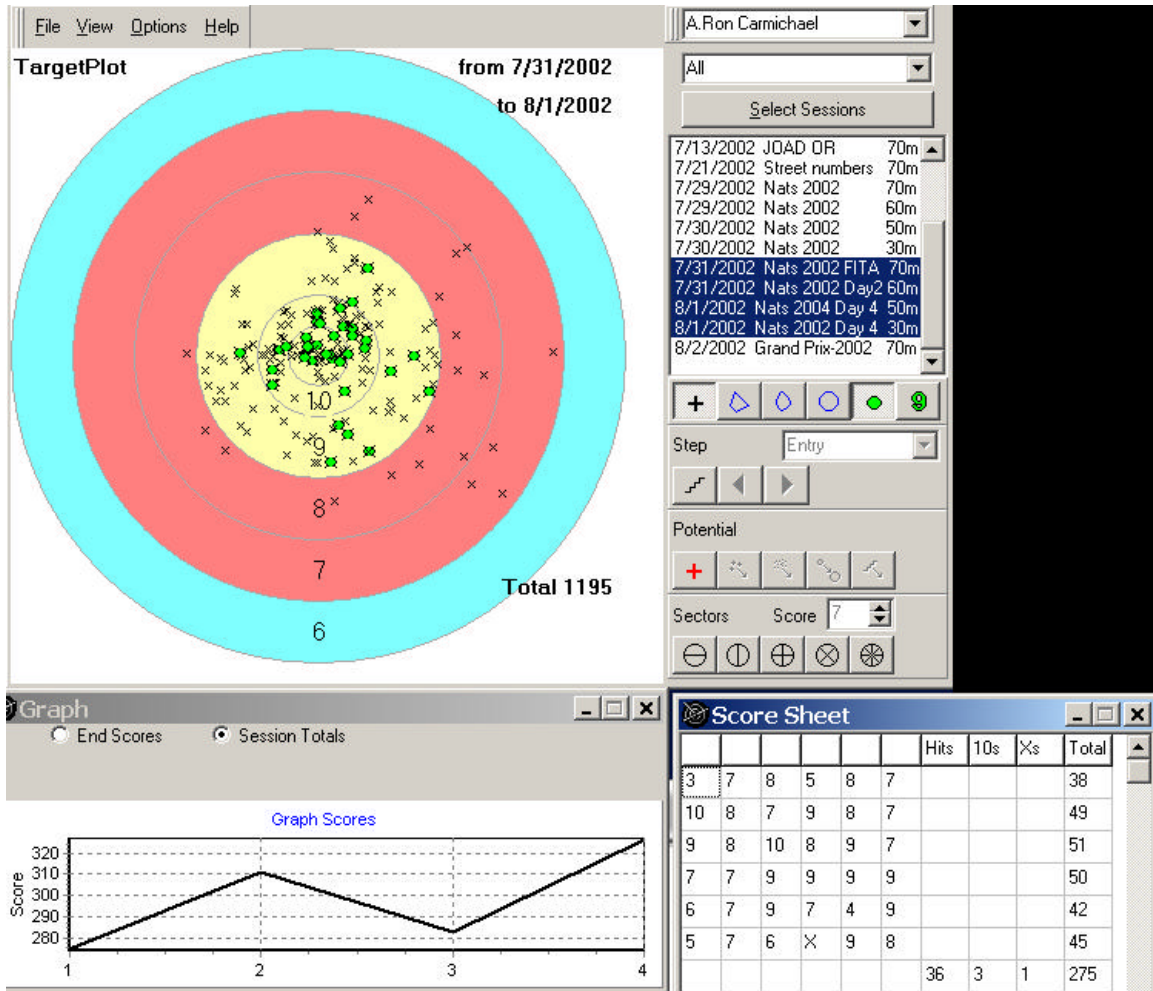 File View Options Help
TargetPlot
from 7/31/2002
to 8/1/2002
10
9
8
7
6
Total 1195
A.Ron Carmichael
All
Select Sessions
7/13/2002 JOAD OR 70m
7/21/2002 Street numbers 70m
7/29/2002 Nats 2002 70m
7/29/2002 Nats 2002 60m
7/30/2002 Nats 2002 50m
7/30/2002 Nats 2002 30m
7/31/2002 Nats 2002 FITA 70m
7/31/2002 Nats 2002 Day2 60m
8/1/2002 Nats 2004 Day 4 50m
8/1/2002 Nats 2002 Day 4 30m
8/2/2002 Grand Prix-2002 70m
9
Step Entry
Potential
Sectors Score 7
Graph
End Scores Session Totals
Graph Scores
Score
320
310
300
290
280
1 2 3 4
Score Sheet
Hits 10s Xs Total
3 7 8 5 8 7 38
10 8 7 9 8 7 49
9 8 10 8 9 7 51
7 7 9 9 9 9 50
6 7 9 7 4 9 42
5 7 6 X 9 8 45
36 3 1 275